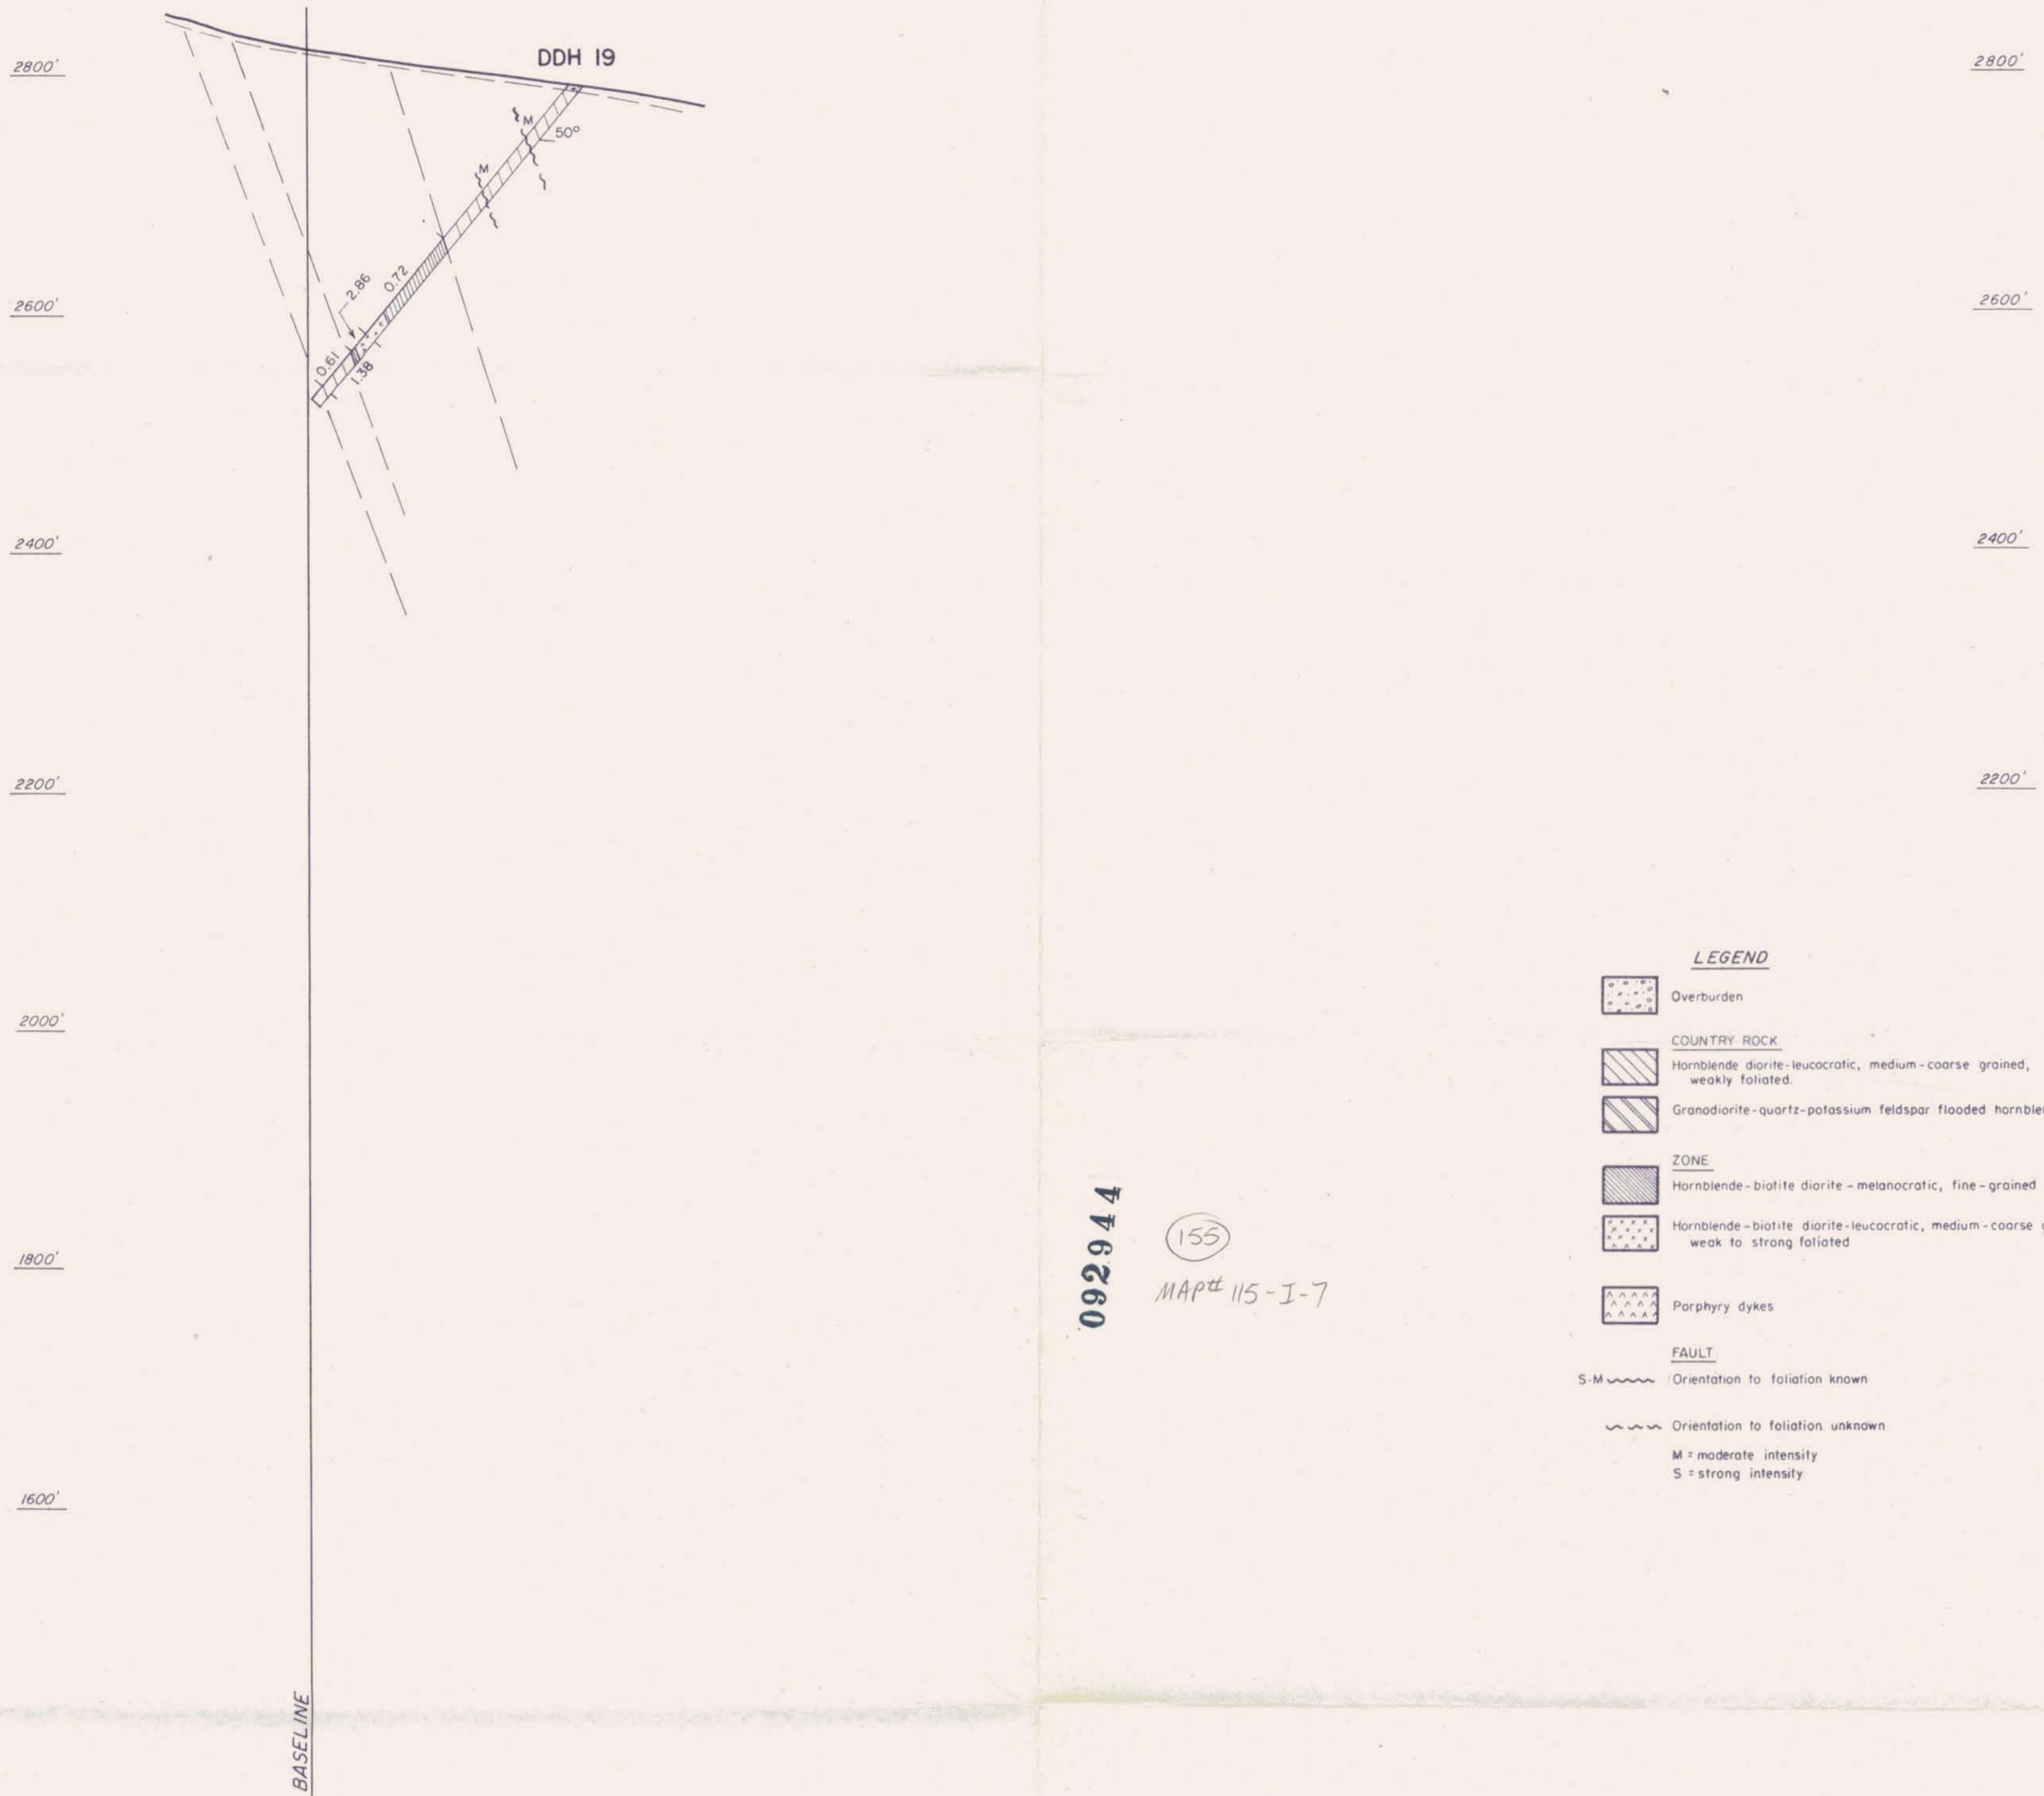 DDH 19
2800'
2800'
M
50°
M
2.86
0.72
2600'
2600'
0.61
1.38
2400'
2400'
2200'
2200'
LEGEND
Overburden
2000'
COUNTRY ROCK
Hornblende diorite-leucocratic, medium-coarse grained,
weakly foliated.
Granodiorite-quartz-potassium feldspar flooded
ZONE
Hornblende-biotite diorite-melanocratic, fine-grained
Hornblende-biotite diorite-leucocratic, medium-coarse
weak to strong foliated
092944
155
MAP# 115-I-7
1800'
Porphyry dykes
FAULT
S-M Orientation to foliation known
Orientation to foliation unknown
M = moderate intensity
S = strong intensity
1600'
BASELINE